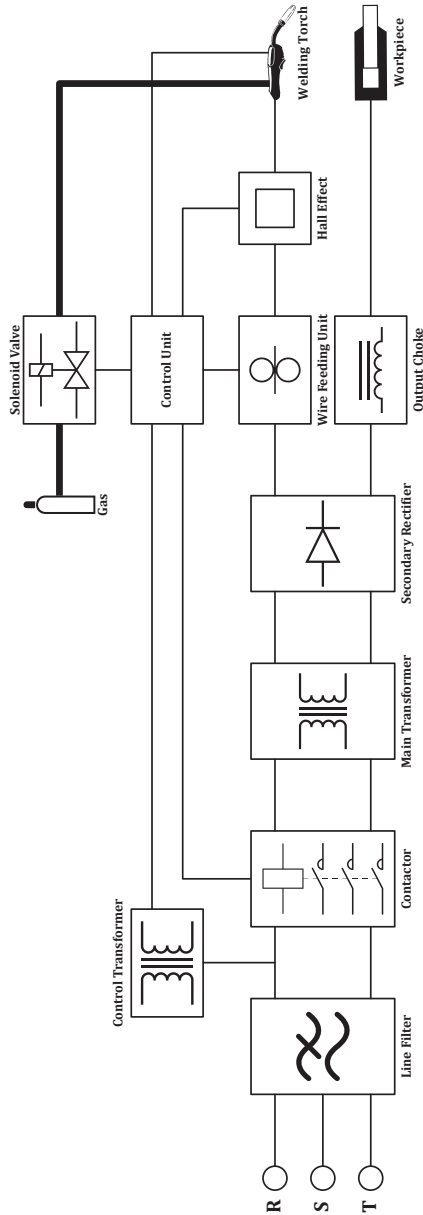 Gas
Solenoid Valve
Welding Torch
Control Transformer
Control Unit
Hall Effect
Wire Feeding Unit
Workpiece
R
S
T
Line Filter
Contactor
Main Transformer
Secondary Rectifier
Output Choke